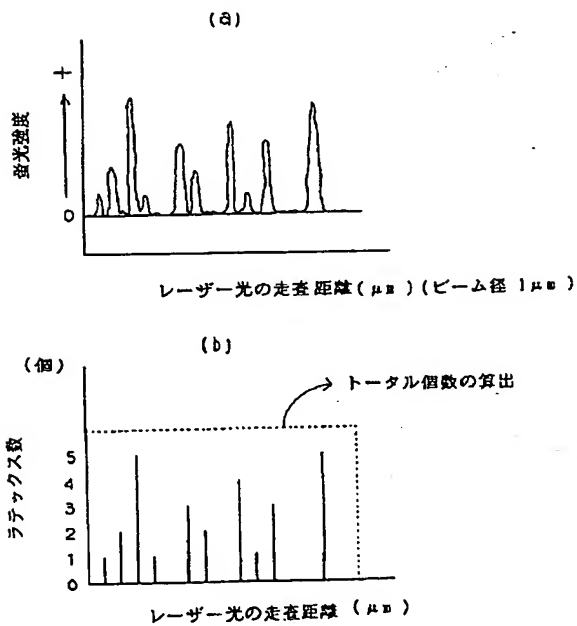 (a)
蛍光強度
+
0
レーザー光の走査距離(μm)(ビーム径 1μm)
(b)
(個)
トータル個数の算出
ラテックス数
5
4
3
2
1
0
レーザー光の走査距離 (μm)